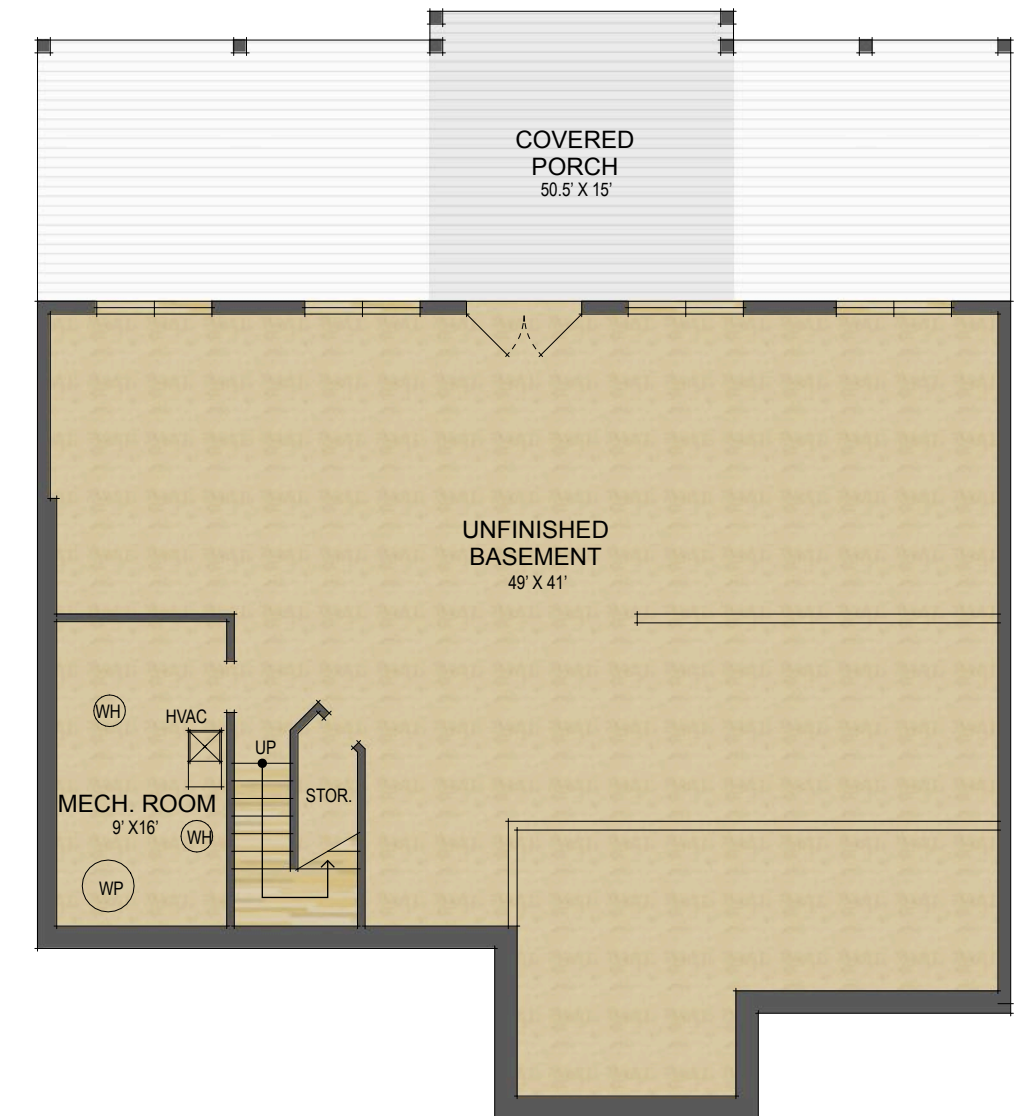 COVERED
PORCH
50.5' X 15'
UNFINISHED
BASEMENT
49' X 41'
WH
HVAC
UP
STOR.
MECH. ROOM
9' X16'
WH
WP